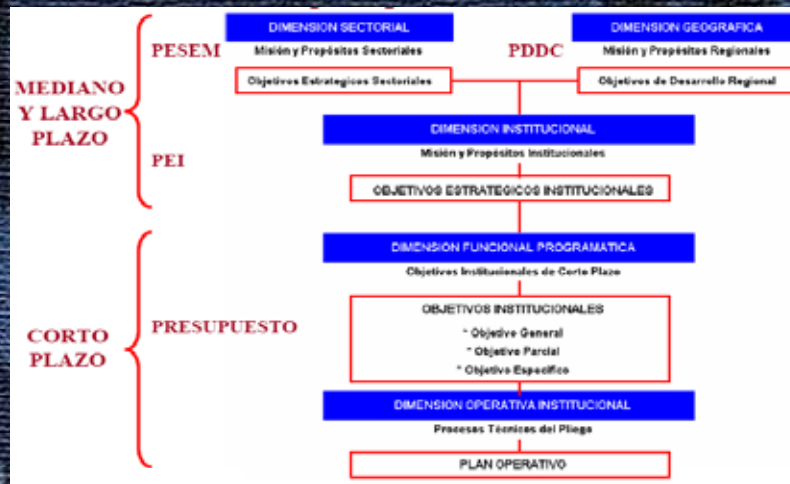 DIMENSION SECTORIAL
DIMENSION GEOGRAFICA
PESEM
Misión y Propósitos Sectoriales
PDDC
Misión y Propósitos Regionales
Objetivos Estrategicos Sectoriales
Objetivos de Desarrollo Regional
MEDIANO
Y LARGO
PLAZO
DIMENSION INSTITUCIONAL
Misión y Propósitos Institucionales
PEI
OBJETIVOS ESTRATEGICOS INSTITUCIONALES
DIMENSION FUNCIONAL PROGRAMATICA
Objetivos Institucionales de Corto Plazo
OBJETIVOS INSTITUCIONALES
* Objetivo General
* Objetivo Parcial
* Objetivo Específico
PRESUPUESTO
CORTO
PLAZO
DIMENSION OPERATIVA INSTITUCIONAL
Procesos Técnicos del Pliego
PLAN OPERATIVO